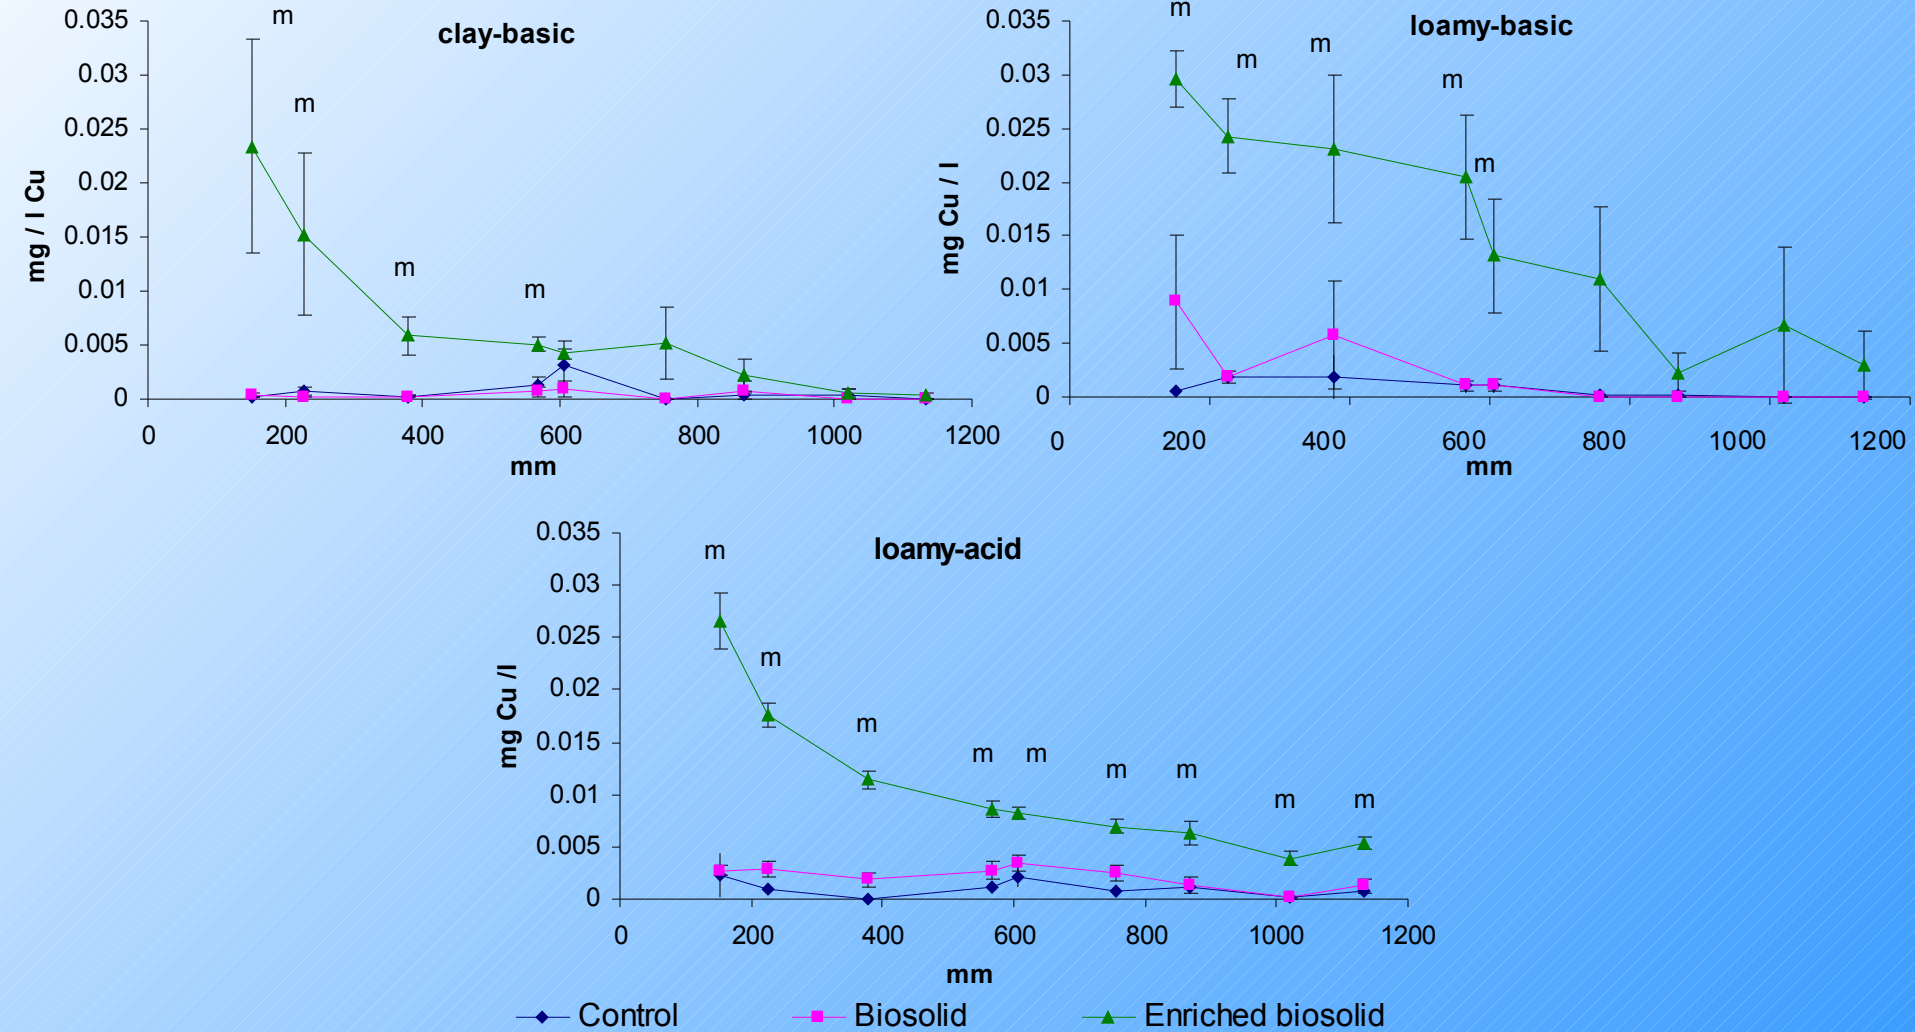 clay-basic
m
m
m
m
0.035
0.03
0.025
0.02
0.015
0.01
0.005
0
mg / l Cu
0 200 400 600 800 1000 1200
mm
loamy-basic
m
m
m
m
m
0.035
0.03
0.025
0.02
0.015
0.01
0.005
0
mg Cu / l
0 200 400 600 800 1000 1200
mm
loamy-acid
m
m
m
m m
m m
m m
0.035
0.03
0.025
0.02
0.015
0.01
0.005
0
mg Cu /l
0 200 400 600 800 1000 1200
mm
Control Biosolid Enriched biosolid